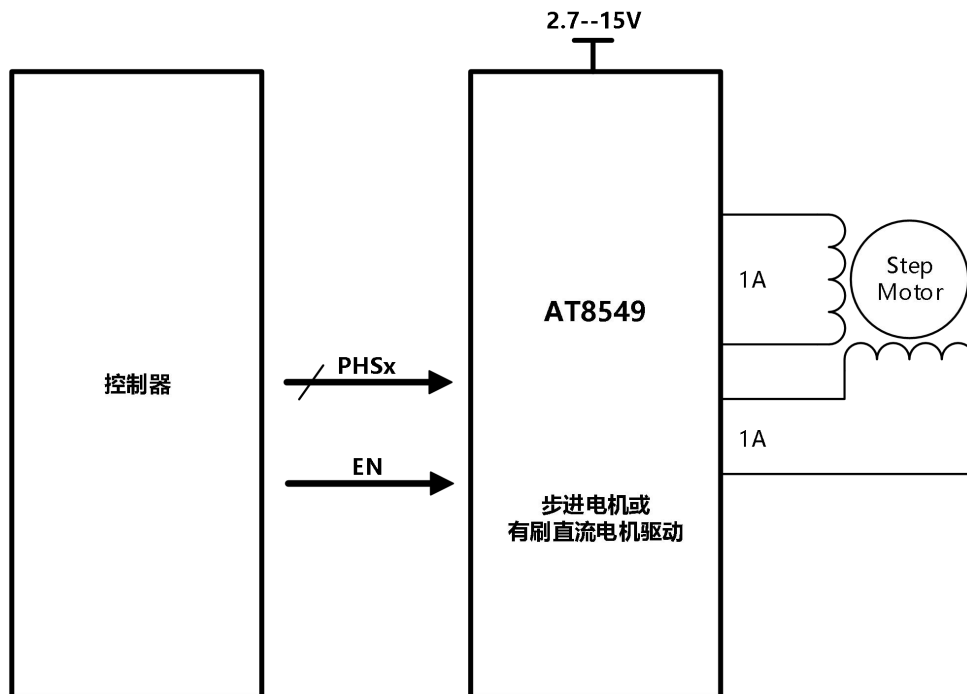 2.7--15V
控制器
PHSx
EN
AT8549
步进电机或
有刷直流电机驱动
1A
1A
Step
Motor